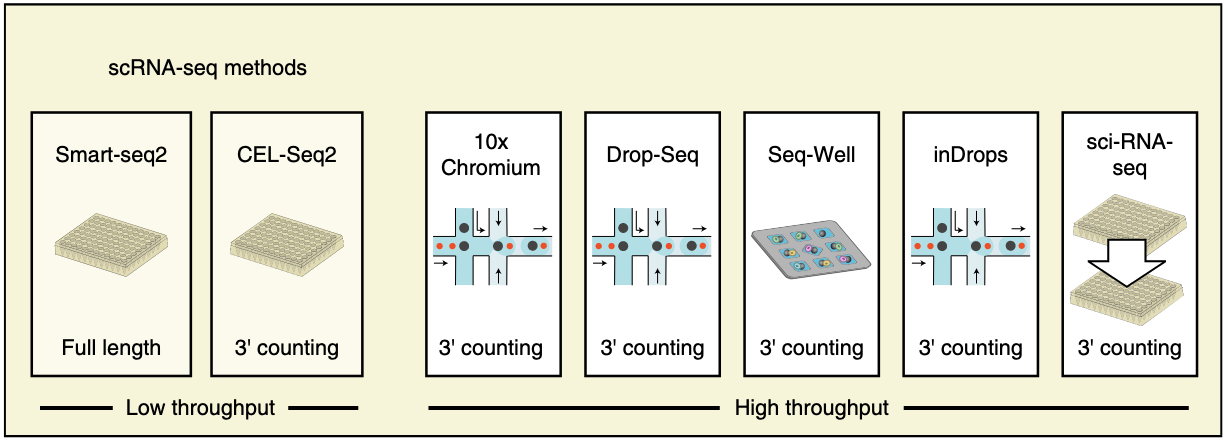 scRNA-seq methods
Smart-seq2
CEL-Seq2
10x
Chromium
Drop-Seq
Seq-Well
inDrops
sci-RNA-
seq
Full length
3' counting
3' counting
3' counting
3' counting
3' counting
3' counting
Low throughput
High throughput